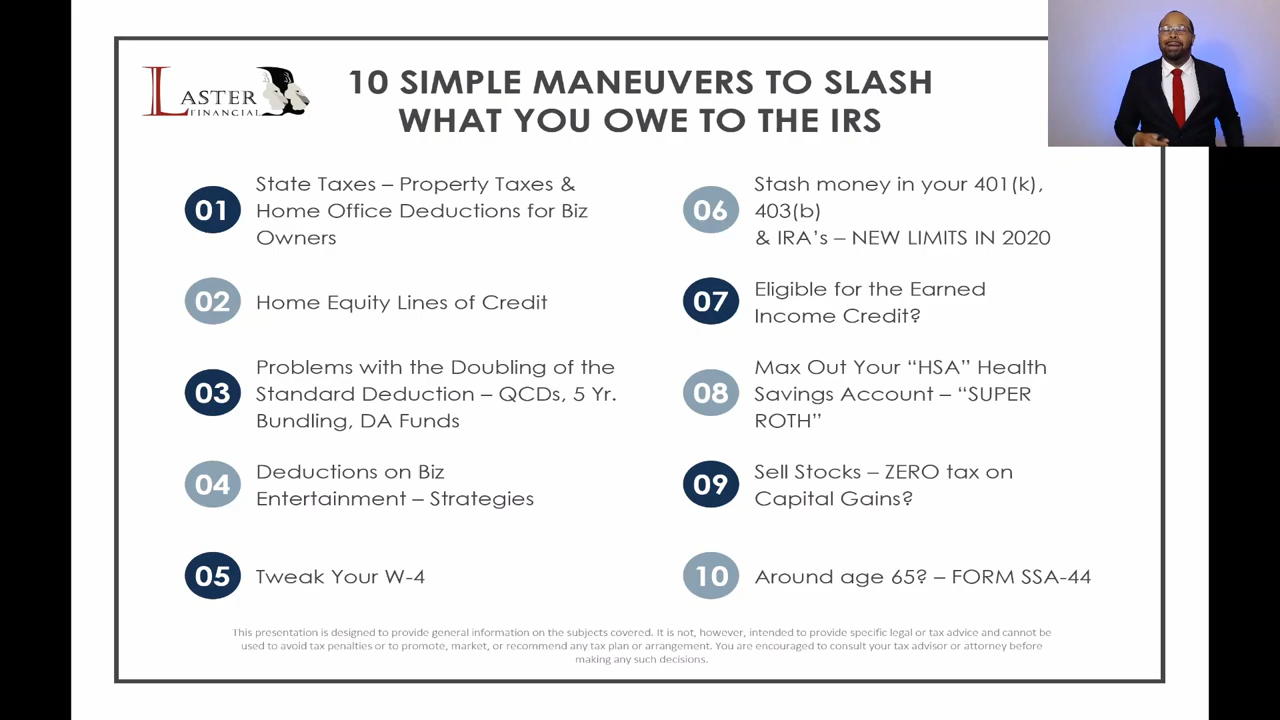 LASTER
FINANCIAL
10 SIMPLE MANEUVERS TO SLASH
WHAT YOU OWE TO THE IRS
01
State Taxes – Property Taxes &
Home Office Deductions for Biz
Owners
02
Home Equity Lines of Credit
03
Problems with the Doubling of the
Standard Deduction – QCDs, 5 Yr.
Bundling, DA Funds
04
Deductions on Biz
Entertainment – Strategies
05
Tweak Your W-4
06
Stash money in your 401(k),
403(b)
& IRA’s – NEW LIMITS IN 2020
07
Eligible for the Earned
Income Credit?
08
Max Out Your “HSA” Health
Savings Account – “SUPER
ROTH”
09
Sell Stocks – ZERO tax on
Capital Gains?
10
Around age 65? – FORM SSA-44
This presentation is designed to provide general information on the subjects covered. It is not, however, intended to provide specific legal or tax advice and cannot be
used to avoid tax penalties or to promote, market, or recommend any tax plan or arrangement. You are encouraged to consult your tax advisor or attorney before
making any such decisions.